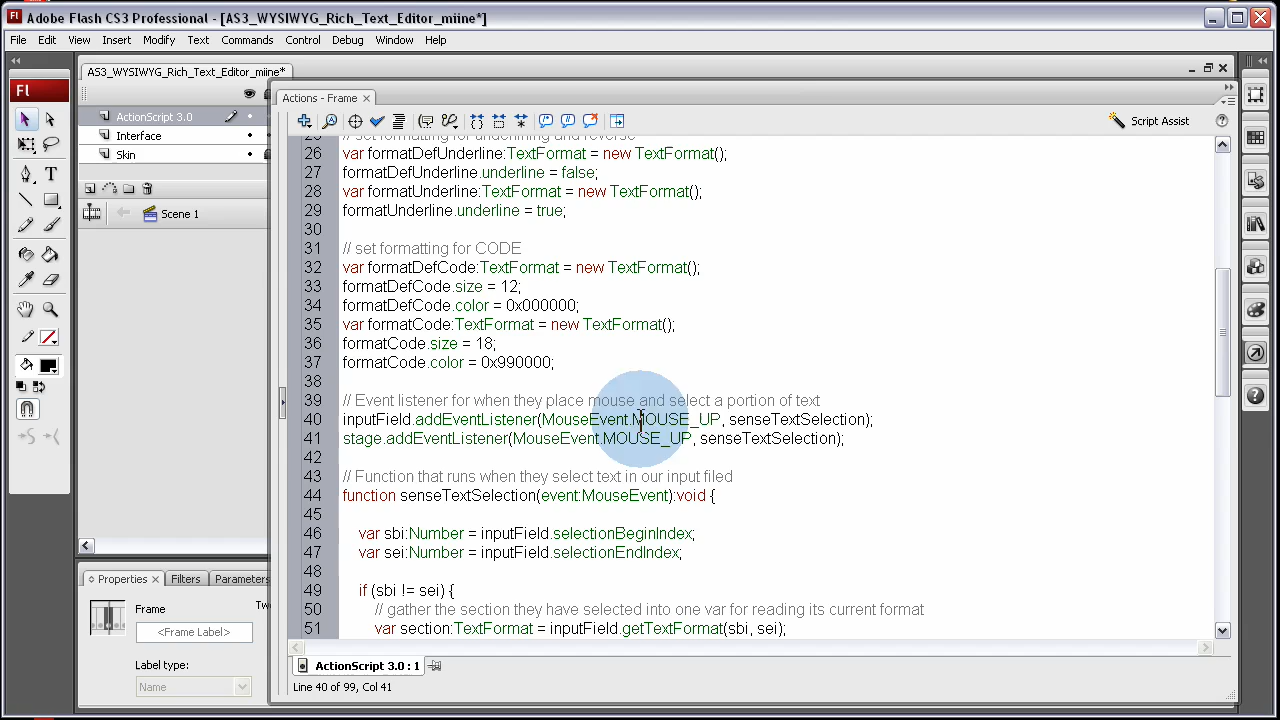 Adobe Flash CS3 Professional - [AS3_WYSIWYG_Rich_Text_Editor_miine*]
File Edit View Insert Modify Text Commands Control Debug Window Help
AS3_WYSIWYG_Rich_Text_Editor_miine*
Fl
Fl
Actions - Frame
ActionScript 3.0
Interface
Skin
Scene 1
Script Assist
25 // set formatting for underlining and reverse
26 var formatDefUnderline:TextFormat = new TextFormat();
27 formatDefUnderline.underline = false;
28 var formatUnderline:TextFormat = new TextFormat();
29 formatUnderline.underline = true;
30
31 // set formatting for CODE
32 var formatDefCode:TextFormat = new TextFormat();
33 formatDefCode.size = 12;
34 formatDefCode.color = 0x000000;
35 var formatCode:TextFormat = new TextFormat();
36 formatCode.size = 18;
37 formatCode.color = 0x990000;
38
39 // Event listener for when they place mouse and select a portion of text
40 inputField.addEventListener(MouseEvent.MOUSE_UP, senseTextSelection);
41 stage.addEventListener(MouseEvent.MOUSE_UP, senseTextSelection);
42
43 // Function that runs when they select text in our input filed
44 function senseTextSelection(event:MouseEvent):void {
45
46 var sbi:Number = inputField.selectionBeginIndex;
47 var sei:Number = inputField.selectionEndIndex;
48
49 if (sbi != sei) {
50 // gather the section they have selected into one var for reading its current format
51 var section:TextFormat = inputField.getTextFormat(sbi, sei);
ActionScript 3.0 : 1
Line 40 of 99, Col 41
Properties Filters Parameters
Frame
<Frame Label>
Label type:
Name